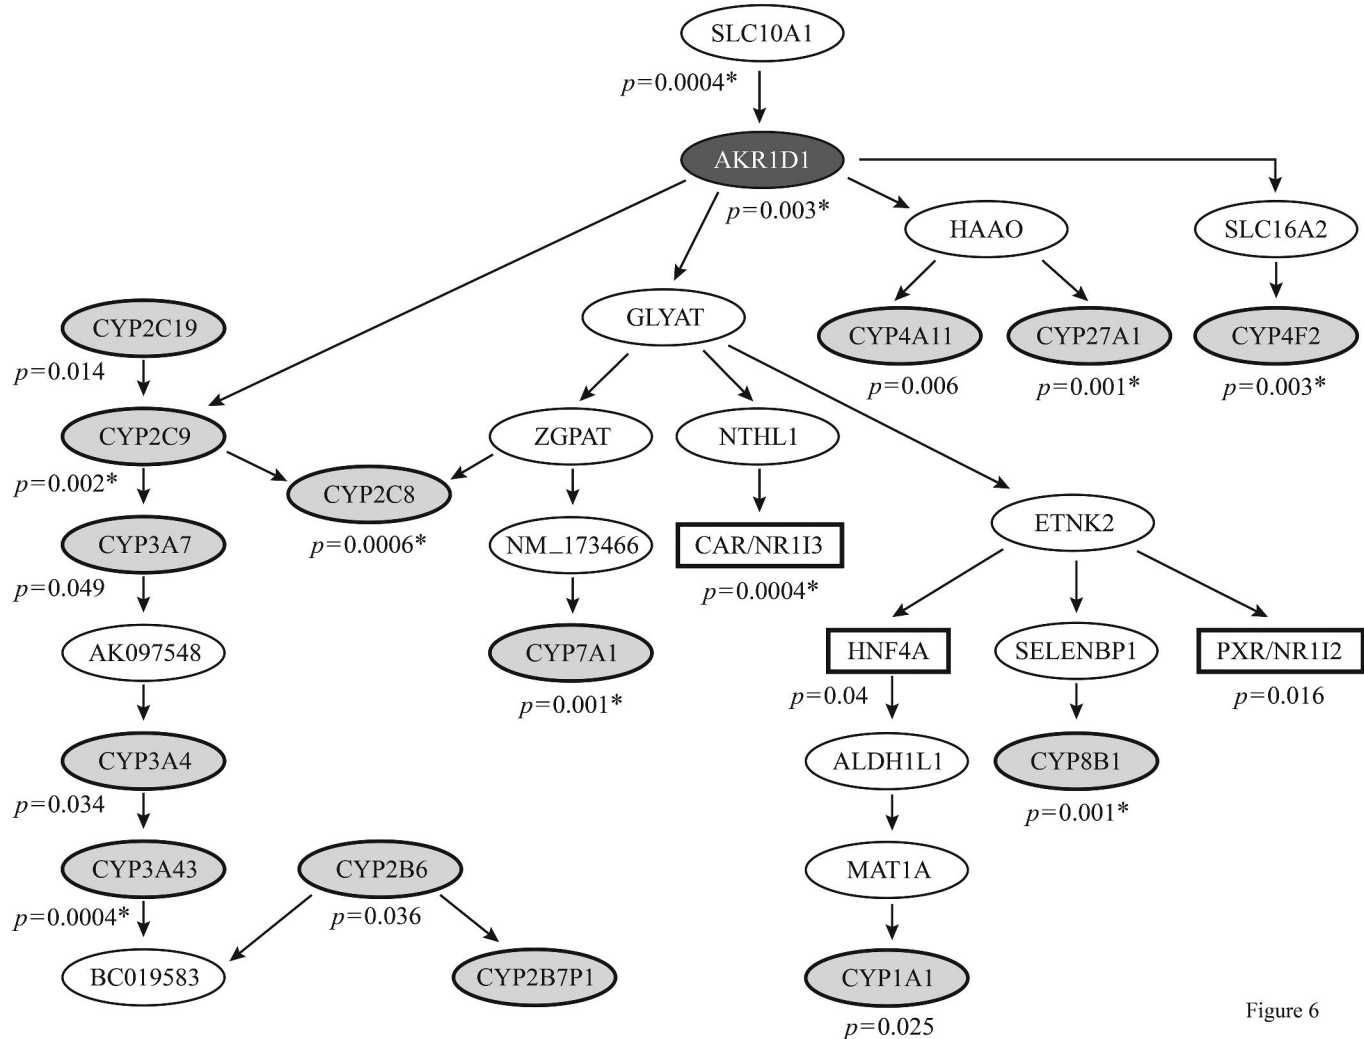 SLC10A1
p=0.0004*
AKR1D1
p=0.003*
HAAO
SLC16A2
CYP2C19
GLYAT
CYP4A11
CYP27A1
CYP4F2
p=0.014
p=0.006
p=0.001*
p=0.003*
CYP2C9
ZGPAT
NTHL1
p=0.002*
CYP2C8
ETNK2
CYP3A7
p=0.0006*
NM_173466
CAR/NR1I3
p=0.049
p=0.0004*
AK097548
CYP7A1
HNF4A
SELENBP1
PXR/NR1I2
p=0.001*
p=0.04
p=0.016
CYP3A4
ALDH1L1
CYP8B1
p=0.034
p=0.001*
CYP3A43
CYP2B6
MAT1A
p=0.0004*
p=0.036
BC019583
CYP2B7P1
CYP1A1
p=0.025
Figure 6